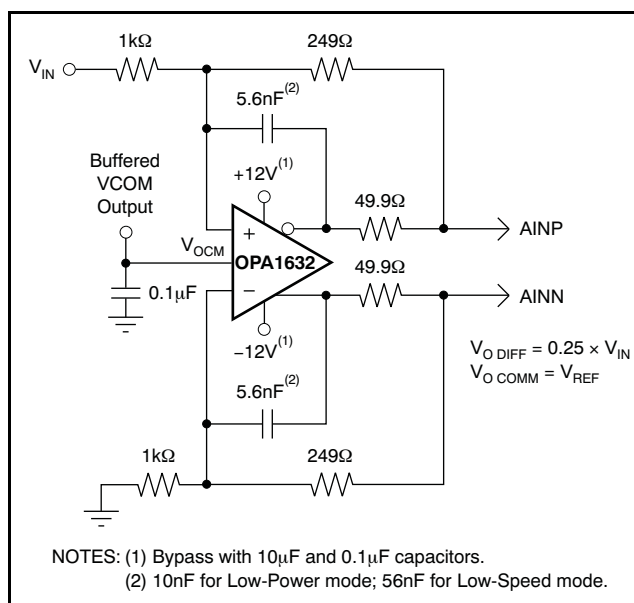 1kΩ
249Ω
V_IN
5.6nF^(2)
Buffered
VCOM
Output
+12V^(1)
49.9Ω
AINP
V_OCM
+
OPA1632
−
49.9Ω
0.1µF
AINN
−12V^(1)
V_O DIFF = 0.25 × V_IN
V_O COMM = V_REF
5.6nF^(2)
1kΩ
249Ω
NOTES: (1) Bypass with 10µF and 0.1µF capacitors.
(2) 10nF for Low-Power mode; 56nF for Low-Speed mode.